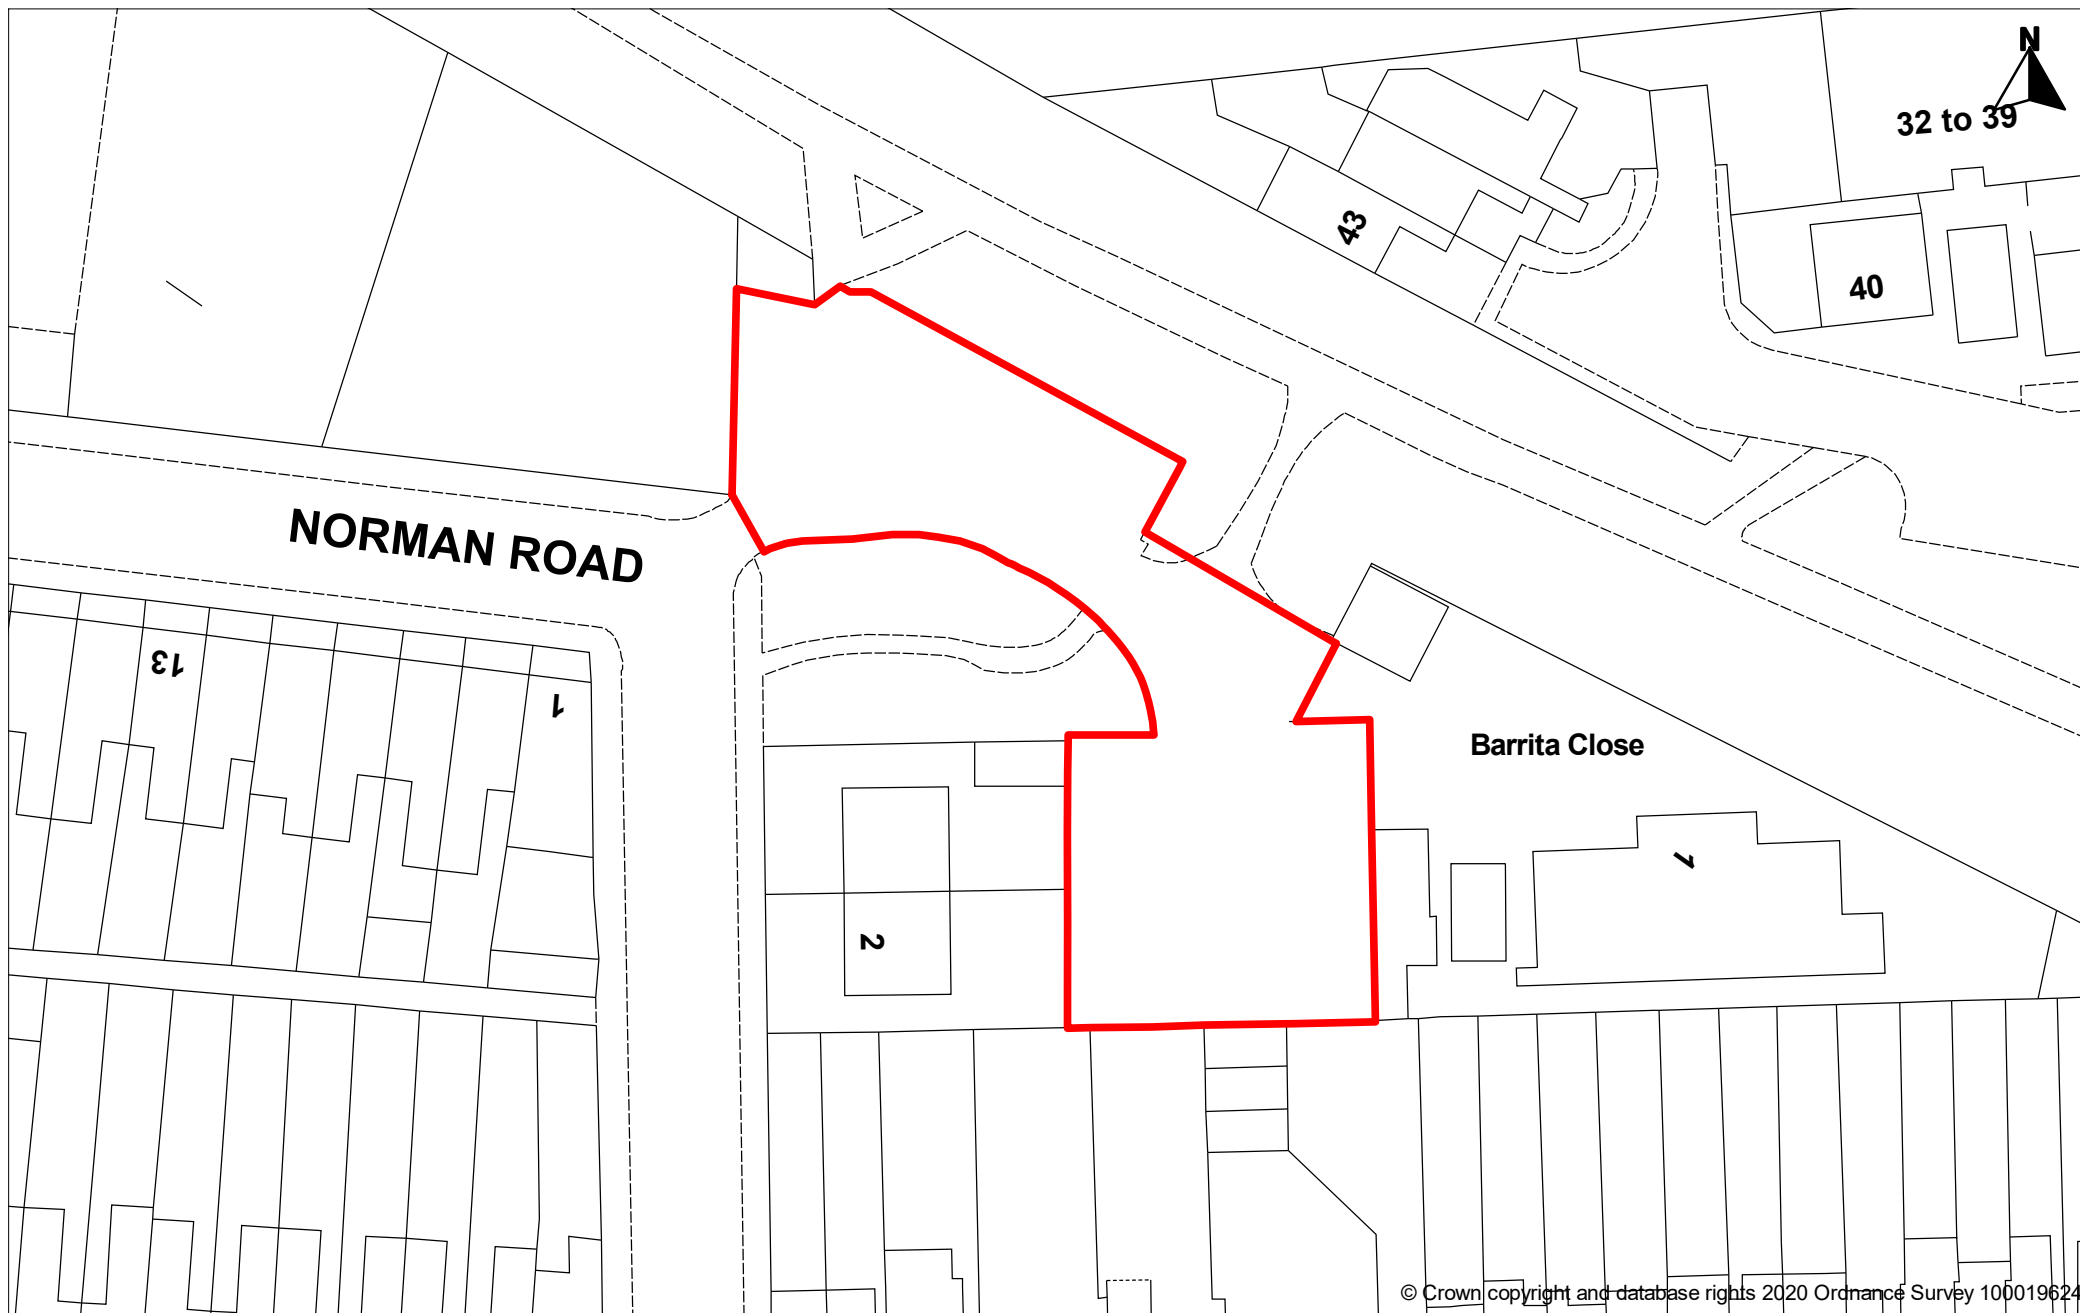 N
32 to 39
43
40
NORMAN ROAD
13
1
Barrita Close
1
2
© Crown copyright and database rights 2020 Ordnance Survey 100019624